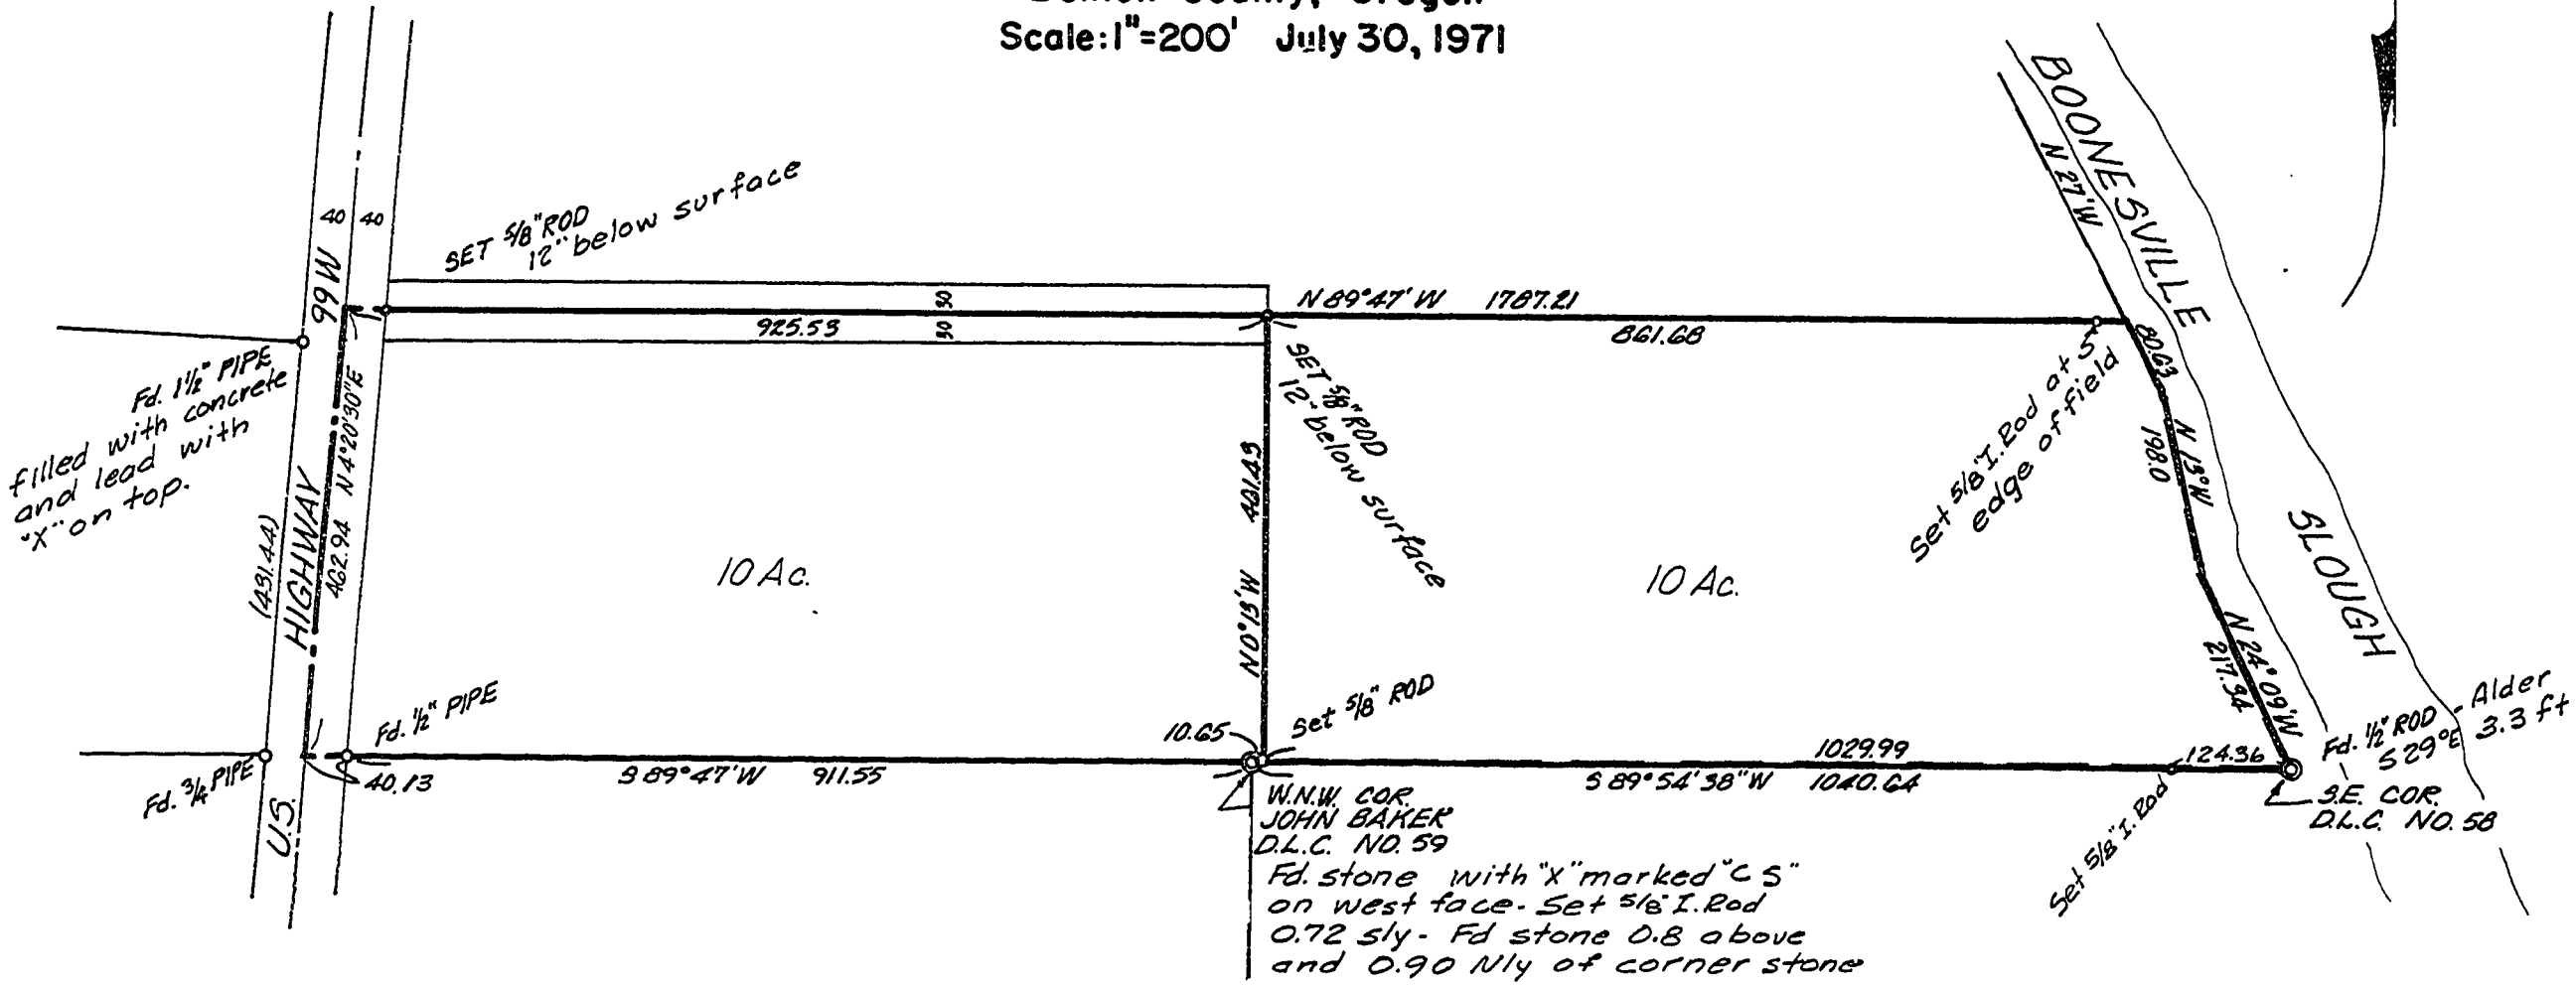 Benton County, Oregon
Scale: 1"=200' July 30, 1971
BOONESVILLE
SLOUGH
N 27°W
40 40
SET 5/8" ROD
12" below surface
99W
HIGHWAY
U.S.
925.53
30
30
N 89°47'W 1787.21
861.68
Fd. 1½" PIPE
filled with concrete
and lead with
"X" on top.
SET 5/8" ROD
12" below surface
Set 5/8" I. Rod at 5'
edge of field
80.63
N 13°W
198.0
(431.44)
462.94 N 4°20'30"E
461.43
N 0°13'W
10 Ac.
10 Ac.
N 24°09'W
217.94
Fd. ¾ PIPE
Fd. ½" PIPE
40.13
S 89°47'W 911.55
10.65
Set 5/8" ROD
1029.99
S 89°54'38"W 1040.64
124.36
Set 5/8" I. Rod
Fd. ½" ROD - Alder
S 29°E 3.3 ft
S.E. COR.
D.L.C. NO. 58
W.N.W. COR.
JOHN BAKER
D.L.C. NO. 59
Fd. stone with "X" marked "C S"
on west face - Set 5/8" I. Rod
0.72 sly - Fd stone 0.8 above
and 0.90 Nly of corner stone